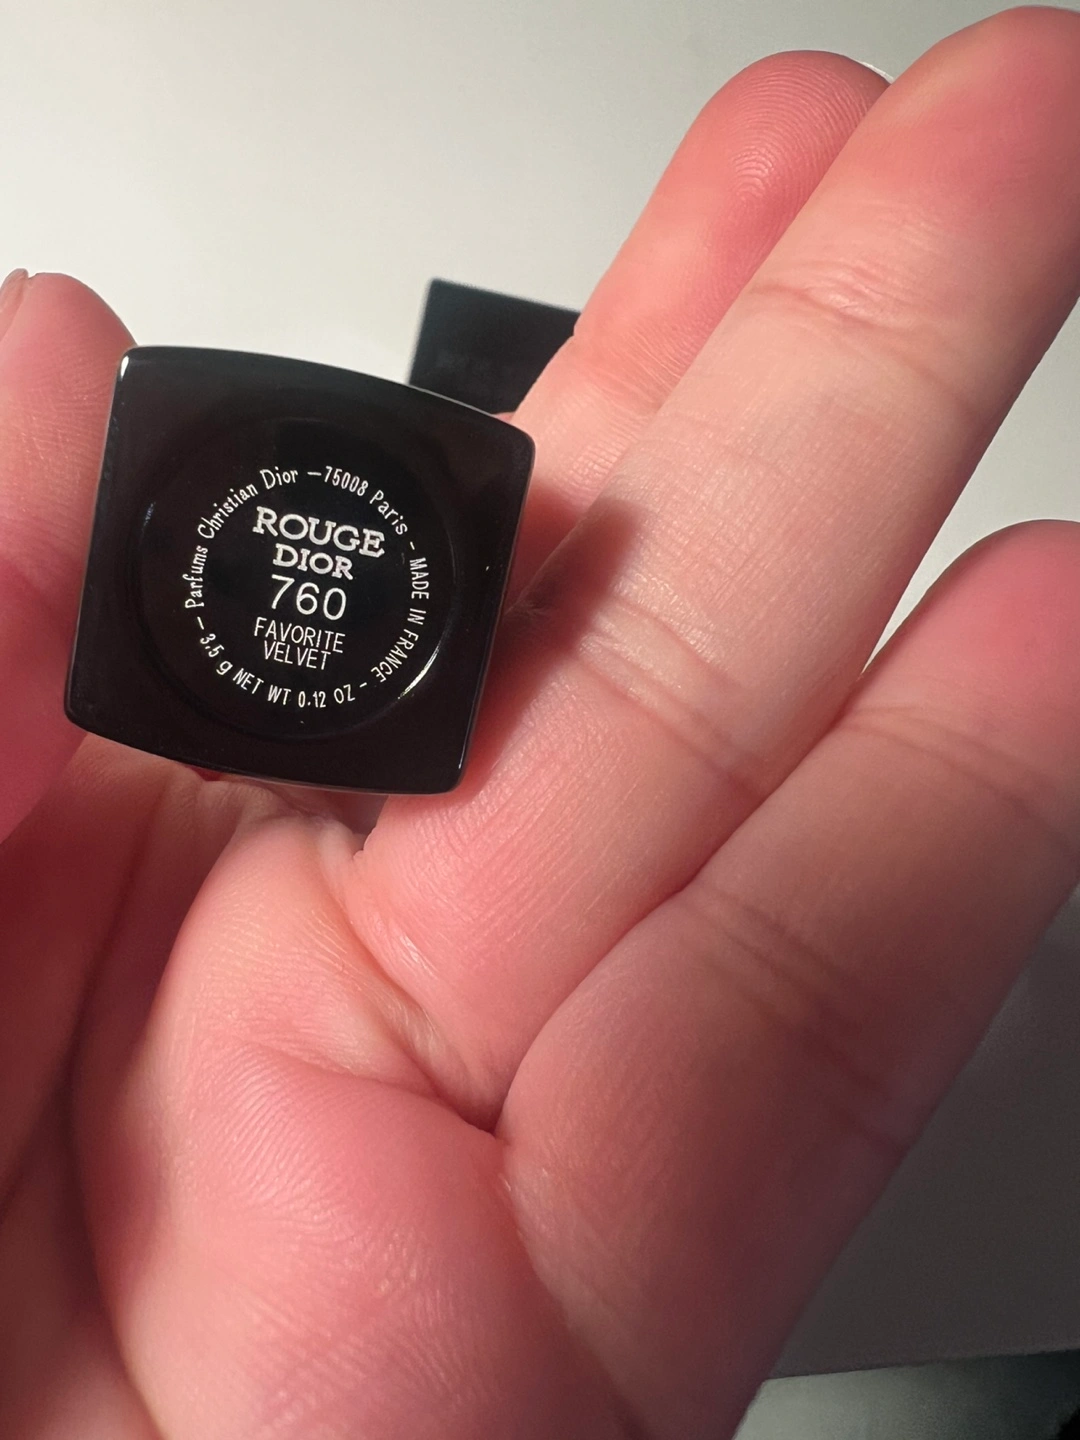 Parfums Christian Dior — 75008 Paris - MADE IN FRANCE - 3.5 g NET WT 0.12 OZ —
ROUGE
DIOR
760
FAVORITE
VELVET